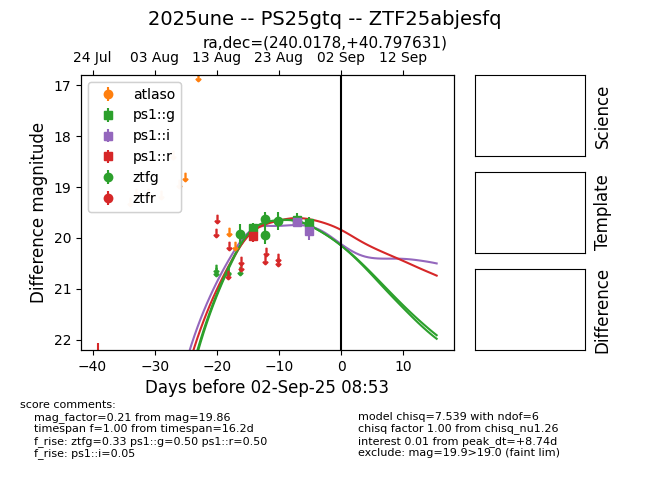 2025une -- PS25gtq -- ZTF25abjesfq
ra,dec=(240.0178,+40.797631)
24 Jul 03 Aug 13 Aug 23 Aug 02 Sep 12 Sep
17
18
19
20
21
22
Difference magnitude
atlaso
ps1::g
ps1::i
ps1::r
ztfg
ztfr
Science
Template
Difference
−40 −30 −20 −10 0 10
Days before 02-Sep-25 08:53
score comments:
mag_factor=0.21 from mag=19.86
timespan f=1.00 from timespan=16.2d
f_rise: ztfg=0.33 ps1::g=0.50 ps1::r=0.50
f_rise: ps1::i=0.05
model chisq=7.539 with ndof=6
chisq factor 1.00 from chisq_nu1.26
interest 0.01 from peak_dt=+8.74d
exclude: mag=19.9>19.0 (faint lim)